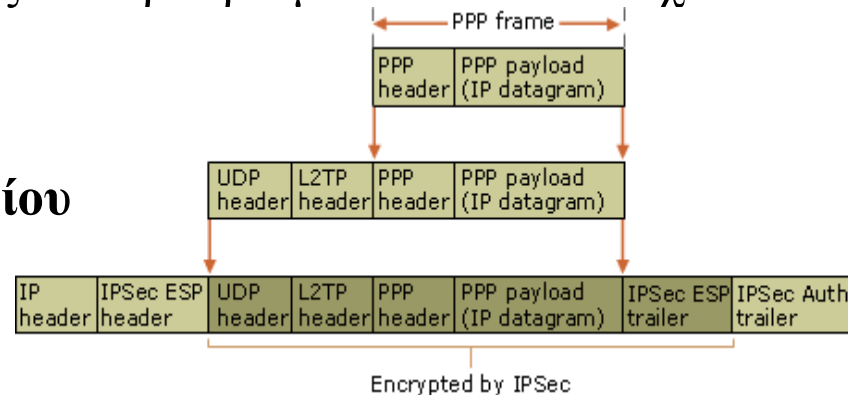 PPP frame
PPP PPP payload
header (IP datagram)
UDP L2TP PPP PPP payload
header header header (IP datagram)
ίου
IP IPSec ESP UDP L2TP PPP PPP payload IPSec ESP IPSec Auth
header header header header header (IP datagram) trailer trailer
Encrypted by IPSec